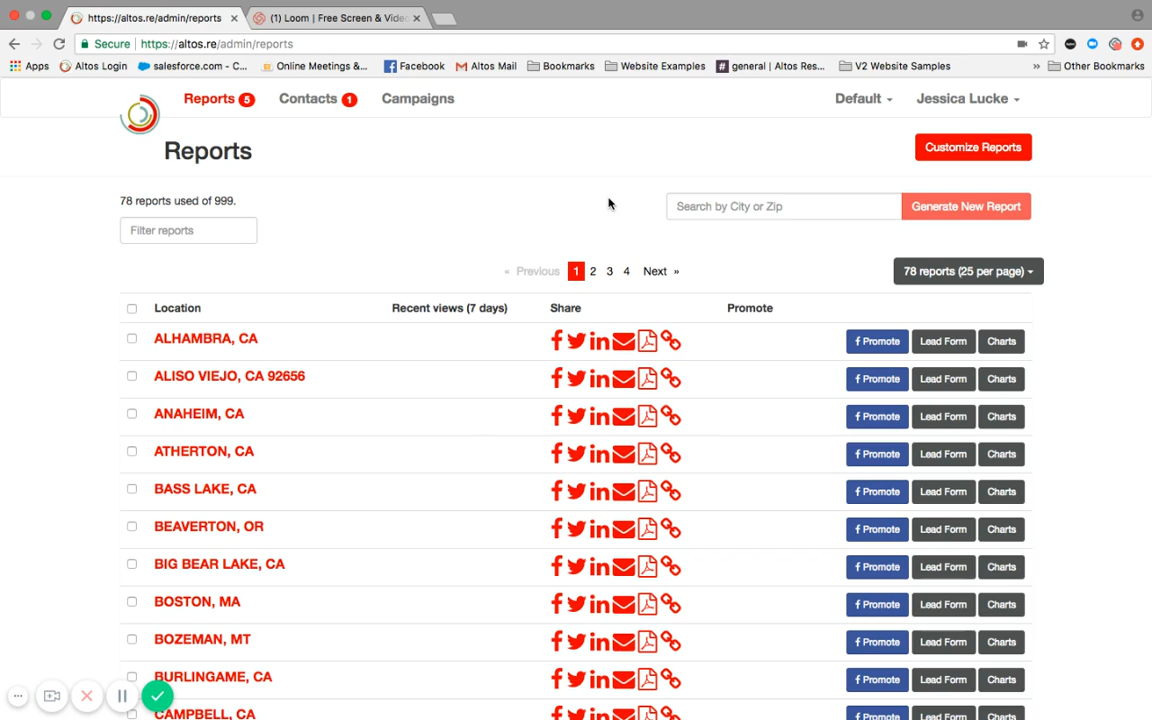 https://altos.re/admin/reports
(1) Loom | Free Screen & Vide
Secure https://altos.re/admin/reports
Apps Altos Login salesforce.com - C... Online Meetings &... Facebook Altos Mail Bookmarks Website Examples general | Altos Res... V2 Website Samples » Other Bookmarks
Reports 5 Contacts 1 Campaigns Default Jessica Lucke
Reports Customize Reports
78 reports used of 999.
Search by City or Zip Generate New Report
Filter reports
« Previous 1 2 3 4 Next » 78 reports (25 per page)
Location Recent views (7 days) Share Promote
ALHAMBRA, CA f Promote Lead Form Charts
ALISO VIEJO, CA 92656 f Promote Lead Form Charts
ANAHEIM, CA f Promote Lead Form Charts
ATHERTON, CA f Promote Lead Form Charts
BASS LAKE, CA f Promote Lead Form Charts
BEAVERTON, OR f Promote Lead Form Charts
BIG BEAR LAKE, CA f Promote Lead Form Charts
BOSTON, MA f Promote Lead Form Charts
BOZEMAN, MT f Promote Lead Form Charts
BURLINGAME, CA f Promote Lead Form Charts
CAMPBELL, CA f Promote Lead Form Charts